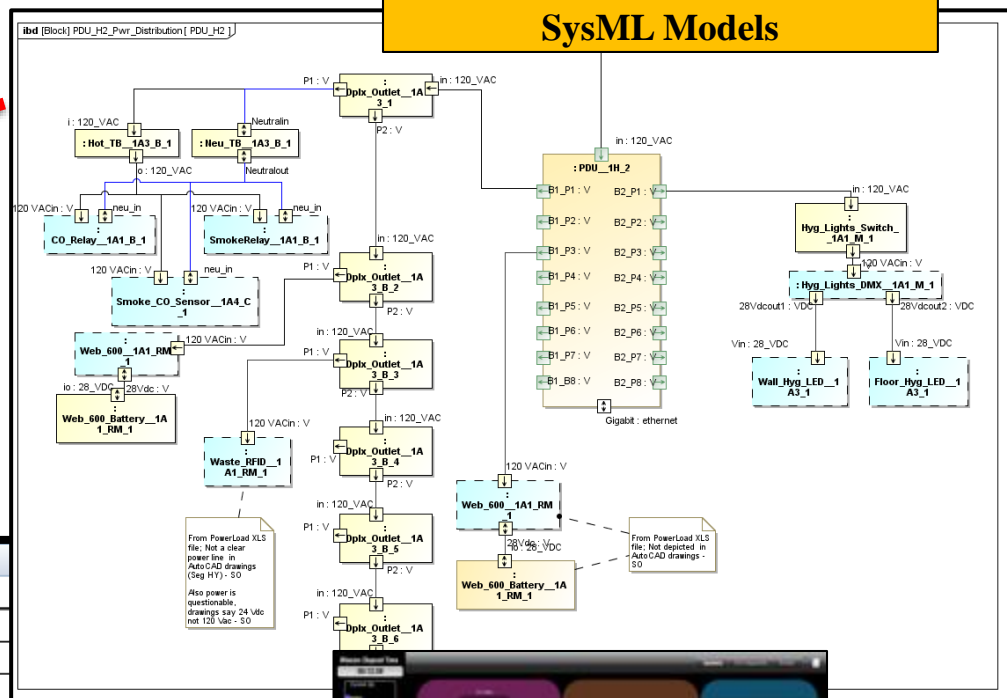 SysML Models
ibd [Block] PDU_H2_Pwr_Distribution [ PDU_H2 ]
P1 : V
:
Dplx_Outlet__1A
3_1
in : 120_VAC
P2 : V
i : 120_VAC
: Hot_TB__1A3_B_1
o : 120_VAC
Neutralin
: Neu_TB__1A3_B_1
Neutralout
120 VACin : V
neu_in
:
CO_Relay__1A1_B_1
120 VACin : V
neu_in
:
SmokeRelay__1A1_B_1
120 VACin : V
neu_in
:
Smoke_CO_Sensor__1A4_C
_1
in : 120_VAC
P1 : V
:
Dplx_Outlet__1A
3_B_2
P2 : V
120 VACin : V
:
Web_600__1A1_RM
_1
io : 28_VDC
28Vdc : V
:
Web_600_Battery__1A
1_RM_1
in : 120_VAC
P1 : V
:
Dplx_Outlet__1A
3_B_3
P2 : V
120 VACin : V
:
Waste_RFID__1
A1_RM_1
From PowerLoad XLS
file; Not a clear
power line in
AutoCAD drawings
(Seg HY) - SO
Also power is
questionable,
drawings say 24 Vdc
not 120 Vac - SO
in : 120_VAC
P1 : V
:
Dplx_Outlet__1A
3_B_4
P2 : V
in : 120_VAC
P1 : V
:
Dplx_Outlet__1A
3_B_5
P2 : V
in : 120_VAC
P1 : V
:
Dplx_Outlet__1A
3_B_6
in : 120_VAC
: PDU__1H_2
B1_P1 : V B2_P1 : V
B1_P2 : V B2_P2 : V
B1_P3 : V B2_P3 : V
B1_P4 : V B2_P4 : V
B1_P5 : V B2_P5 : V
B1_P6 : V B2_P6 : V
B1_P7 : V B2_P7 : V
B1_B8 : V B2_P8 : V
Gigabit : ethernet
120 VACin : V
:
Web_600__1A1_RM
_1
28Vdc : V
io : 28_VDC
:
Web_600_Battery__1A
1_RM_1
From PowerLoad XLS
file; Not depicted in
AutoCAD drawings -
SO
in : 120_VAC
:
Hyg_Lights_Switch_
_1A1_M_1
120 VACin : V
: Hyg_Lights_DMX__1A1_M_1
28Vdcout1 : VDC
28Vdcout2 : VDC
Vin : 28_VDC
:
Wall_Hyg_LED__1
A3_1
Vin : 28_VDC
:
Floor_Hyg_LED__1
A3_1